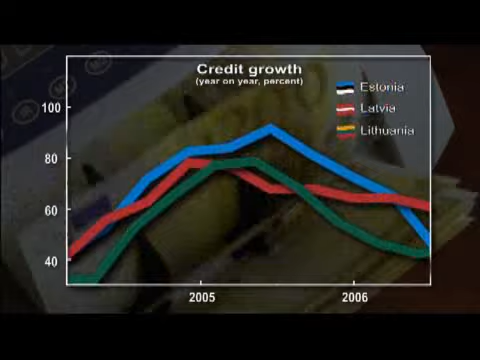 Credit growth
(year on year, percent)
Estonia
Latvia
Lithuania
100
80
60
40
2005
2006